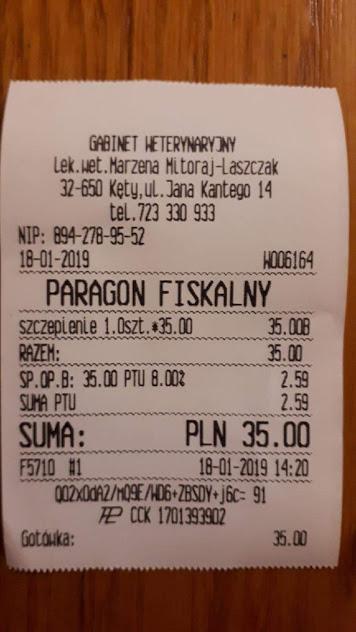 GABINET WETERYNARYJNY
Lek.wet.Marzena Mitoraj-Laszczak
32-650 Kęty,ul.Jana Kantego 14
tel.723 330 933
NIP: 894-278-95-52
18-01-2019 W006164
PARAGON FISKALNY
szczepienie 1.0szt.*35.00 35.00B
RAZEM: 35.00
SP.OP.B: 35.00 PTU 8.00% 2.59
SUMA PTU 2.59
SUMA: PLN 35.00
F5710 #1 18-01-2019 14:20
Q02xOdA2/mQ9E/WD6+ZBSDY+j6c= 91
CCK 1701393902
Gotówka: 35.00